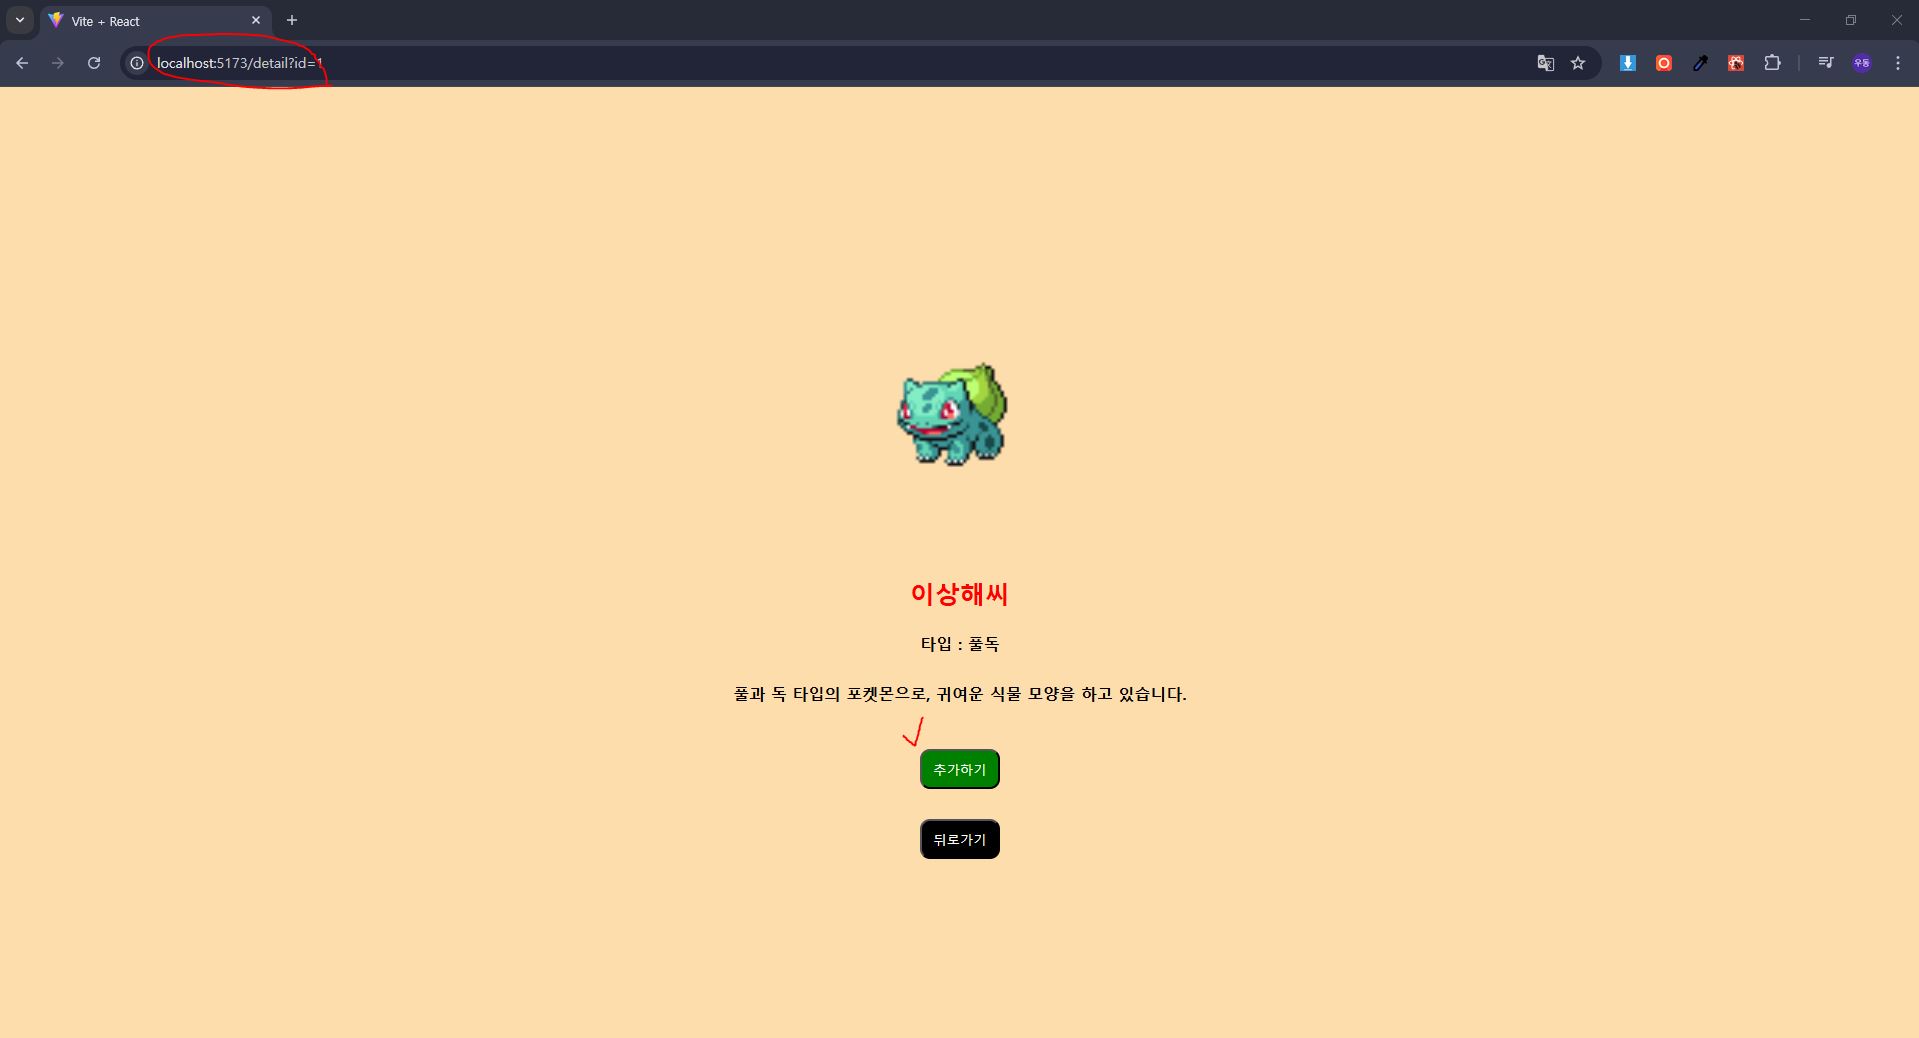 Vite + React
localhost:5173/detail?id=1
우동
이상해씨
타입 : 풀독
풀과 독 타입의 포켓몬으로, 귀여운 식물 모양을 하고 있습니다.
추가하기
뒤로가기